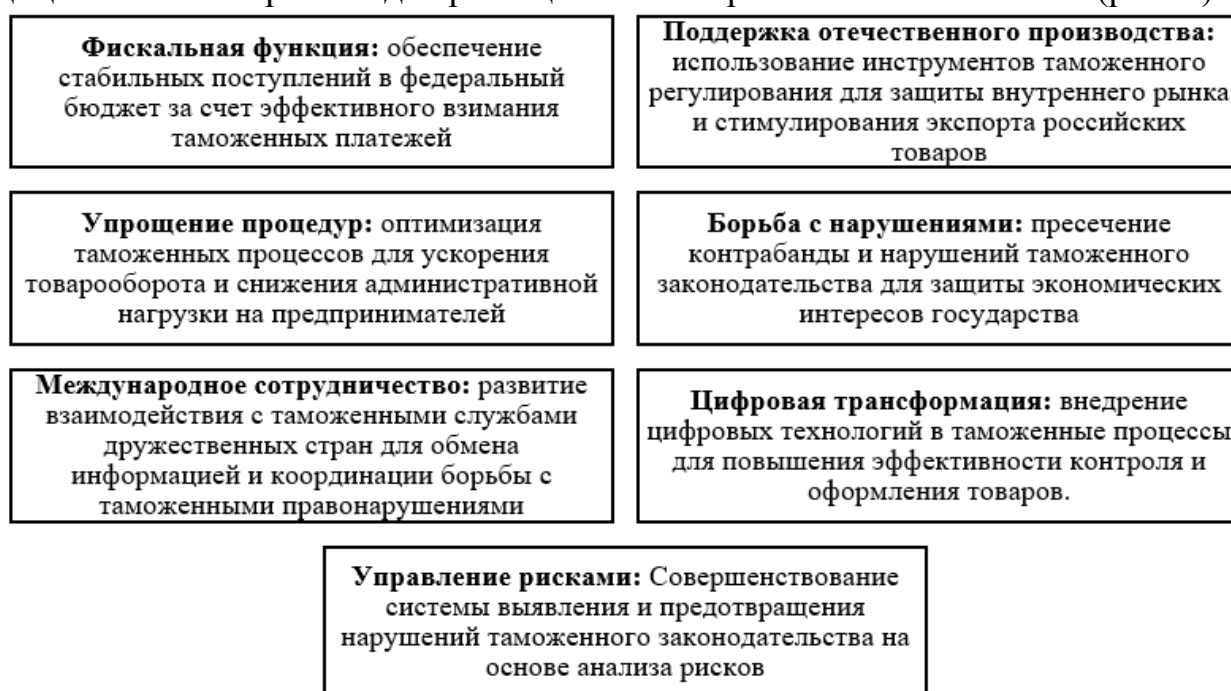 Фискальная функция: обеспечение
стабильных поступлений в федеральный
бюджет за счет эффективного взимания
таможенных платежей
Поддержка отечественного производства:
использование инструментов таможенного
регулирования для защиты внутреннего рынка
и стимулирования экспорта российских
товаров
Упрощение процедур: оптимизация
таможенных процессов для ускорения
товарооборота и снижения административной
нагрузки на предпринимателей
Борьба с нарушениями: пресечение
контрабанды и нарушений таможенного
законодательства для защиты экономических
интересов государства
Международное сотрудничество: развитие
взаимодействия с таможенными службами
дружественных стран для обмена
информацией и координации борьбы с
таможенными правонарушениями
Цифровая трансформация: внедрение
цифровых технологий в таможенные процессы
для повышения эффективности контроля и
оформления товаров.
Управление рисками: Совершенствование
системы выявления и предотвращения
нарушений таможенного законодательства на
основе анализа рисков